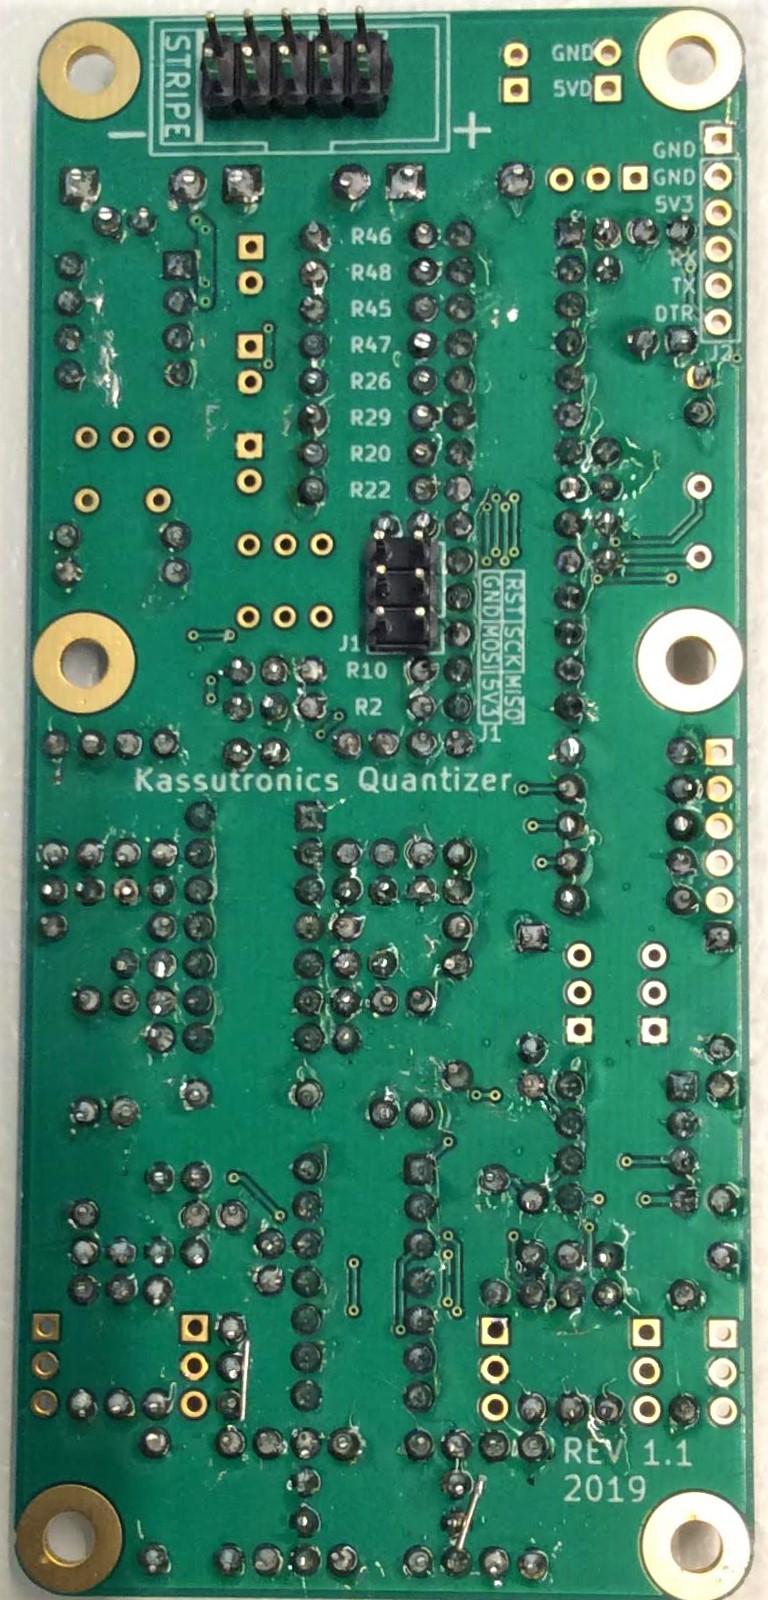 STRIPE
-
+
GND
5VD
GND
GND
5V3
RX
TX
DTR
J2
R46
R48
R45
R47
R26
R29
R20
R22
RST SCK MISO
GND MOSI 5V3
J1
R10
R2
J1
Kassutronics Quantizer
REV 1.1
2019